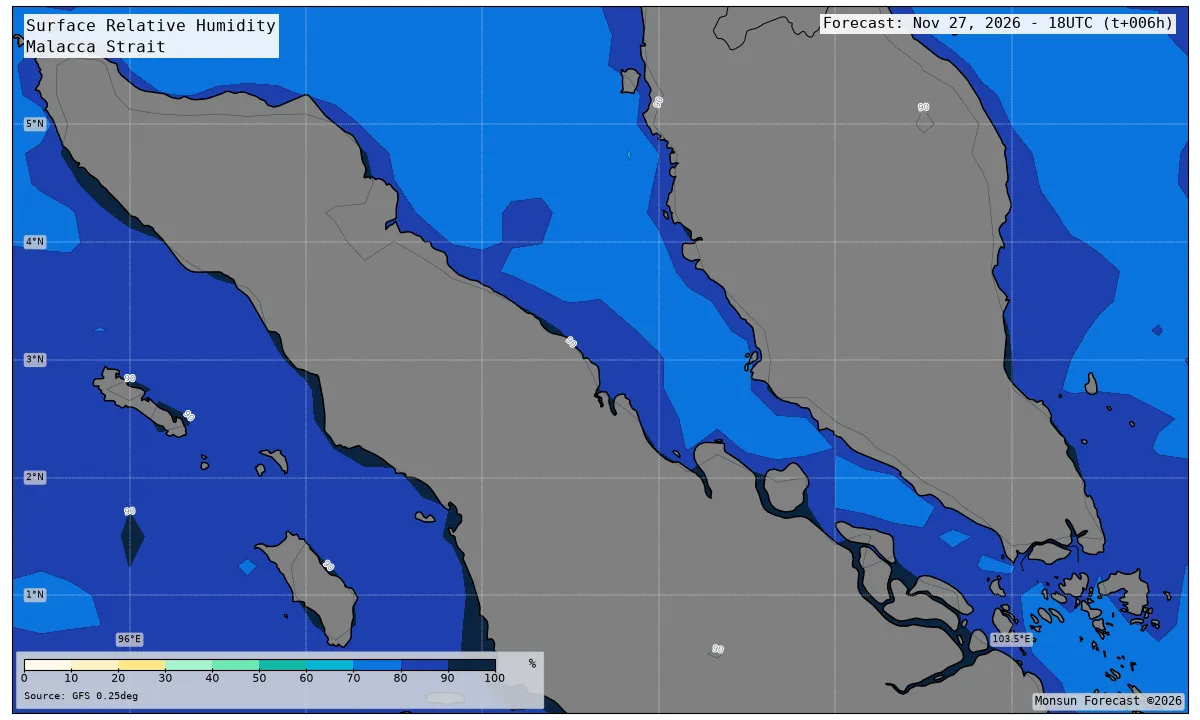 Surface Relative Humidity
Malacca Strait
Forecast: Nov 27, 2026 - 18UTC (t+006h)
90
90
5°N
4°N
3°N
90
90
90
2°N
90
90
1°N
96°E
103.5°E
90
%
0 10 20 30 40 50 60 70 80 90 100
Source: GFS 0.25deg
Monsun Forecast ©2026